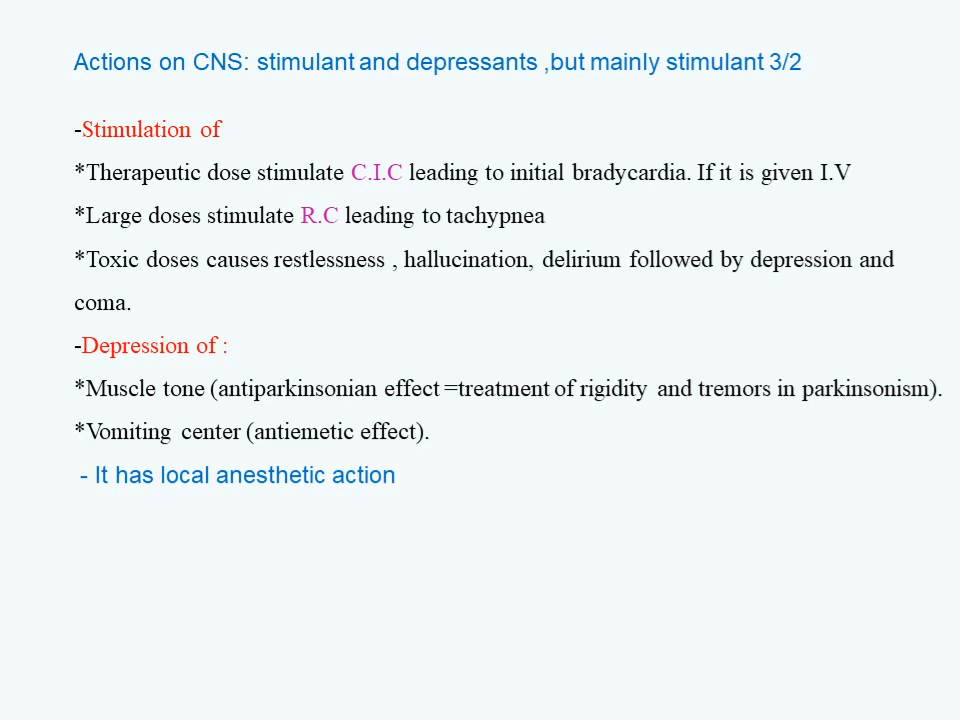 Actions on CNS: stimulant and depressants ,but mainly stimulant 3/2
-Stimulation of
*Therapeutic dose stimulate C.I.C leading to initial bradycardia. If it is given I.V
*Large doses stimulate R.C leading to tachypnea
*Toxic doses causes restlessness , hallucination, delirium followed by depression and
coma.
-Depression of :
*Muscle tone (antiparkinsonian effect =treatment of rigidity and tremors in parkinsonism).
*Vomiting center (antiemetic effect).
- It has local anesthetic action